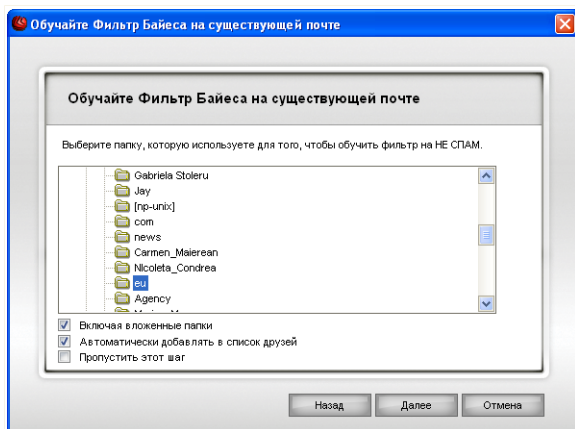 Обучайте Фильтр Байеса на существующей почте
Обучайте Фильтр Байеса на существующей почте
Выберите папку, которую используете для того, чтобы обучить фильтр на НЕ СПАМ.
Gabriela Stoleru
Jay
[np-unix]
com
news
Carmen_Maierean
Nicoleta_Condrea
eu
Agency
Включая вложенные папки
Автоматически добавлять в список друзей
Пропустить этот шаг
Назад Далее Отмена